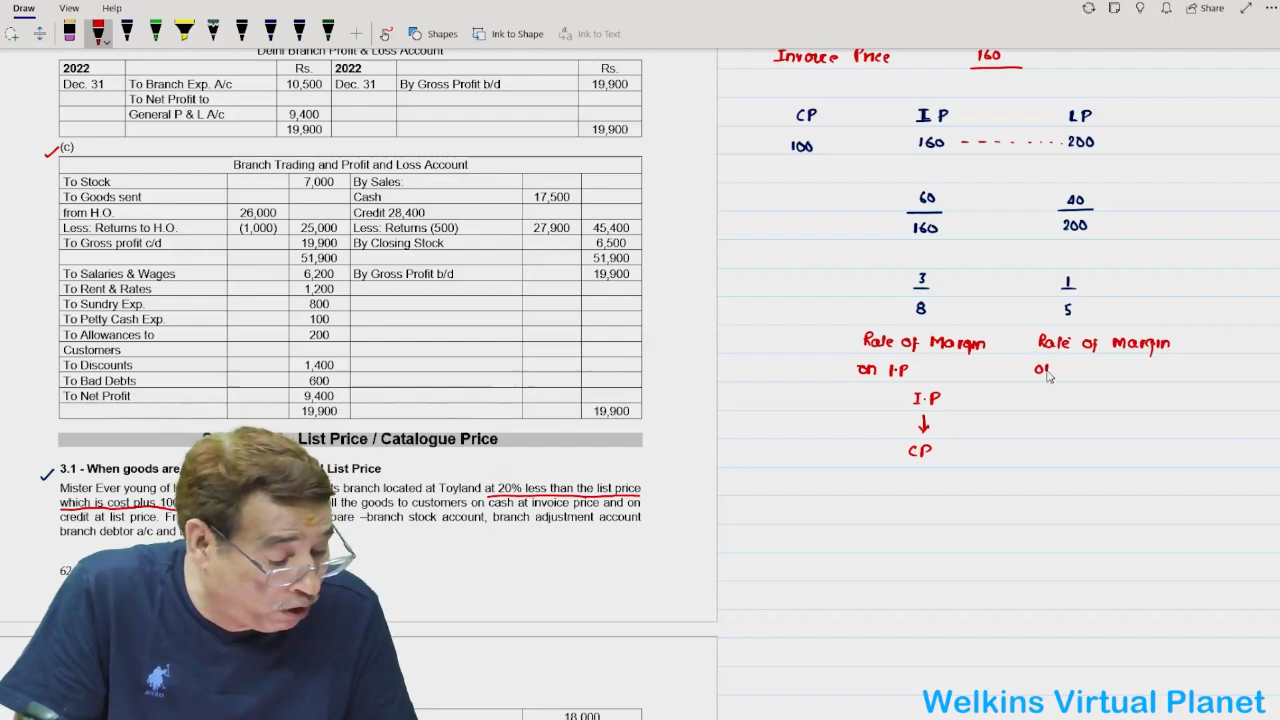 Draw View Help Share
Shapes Ink to Shape Ink to Text
Delhi Branch Profit & Loss Account
2022 Rs. 2022 Rs.
Dec. 31 To Branch Exp. A/c 10,500 Dec. 31 By Gross Profit b/d 19,900
To Net Profit to
General P & L A/c 9,400
19,900 19,900
(c)
Branch Trading and Profit and Loss Account
To Stock 7,000 By Sales:
To Goods sent Cash 17,500
from H.O. 26,000 Credit 28,400
Less: Returns to H.O. (1,000) 25,000 Less: Returns (500) 27,900 45,400
To Gross profit c/d 19,900 By Closing Stock 6,500
51,900 51,900
To Salaries & Wages 6,200 By Gross Profit b/d 19,900
To Rent & Rates 1,200
To Sundry Exp. 800
To Petty Cash Exp. 100
To Allowances to 200
Customers
To Discounts 1,400
To Bad Debts 600
To Net Profit 9,400
19,900 19,900
List Price / Catalogue Price
3.1 - When goods are List Price
Mister Ever young of branch located at Toyland at 20% less than the list price
which is cost plus the goods to customers on cash at invoice price and on
credit at list price. –branch stock account, branch adjustment account
branch debtor a/c and
18,000
Invoice Price 160
CP I P LP
100 160 200
60 40
160 200
3 1
8 5
Rate of Margin Rate of Margin
on I.P
I.P
CP
Welkins Virtual Planet